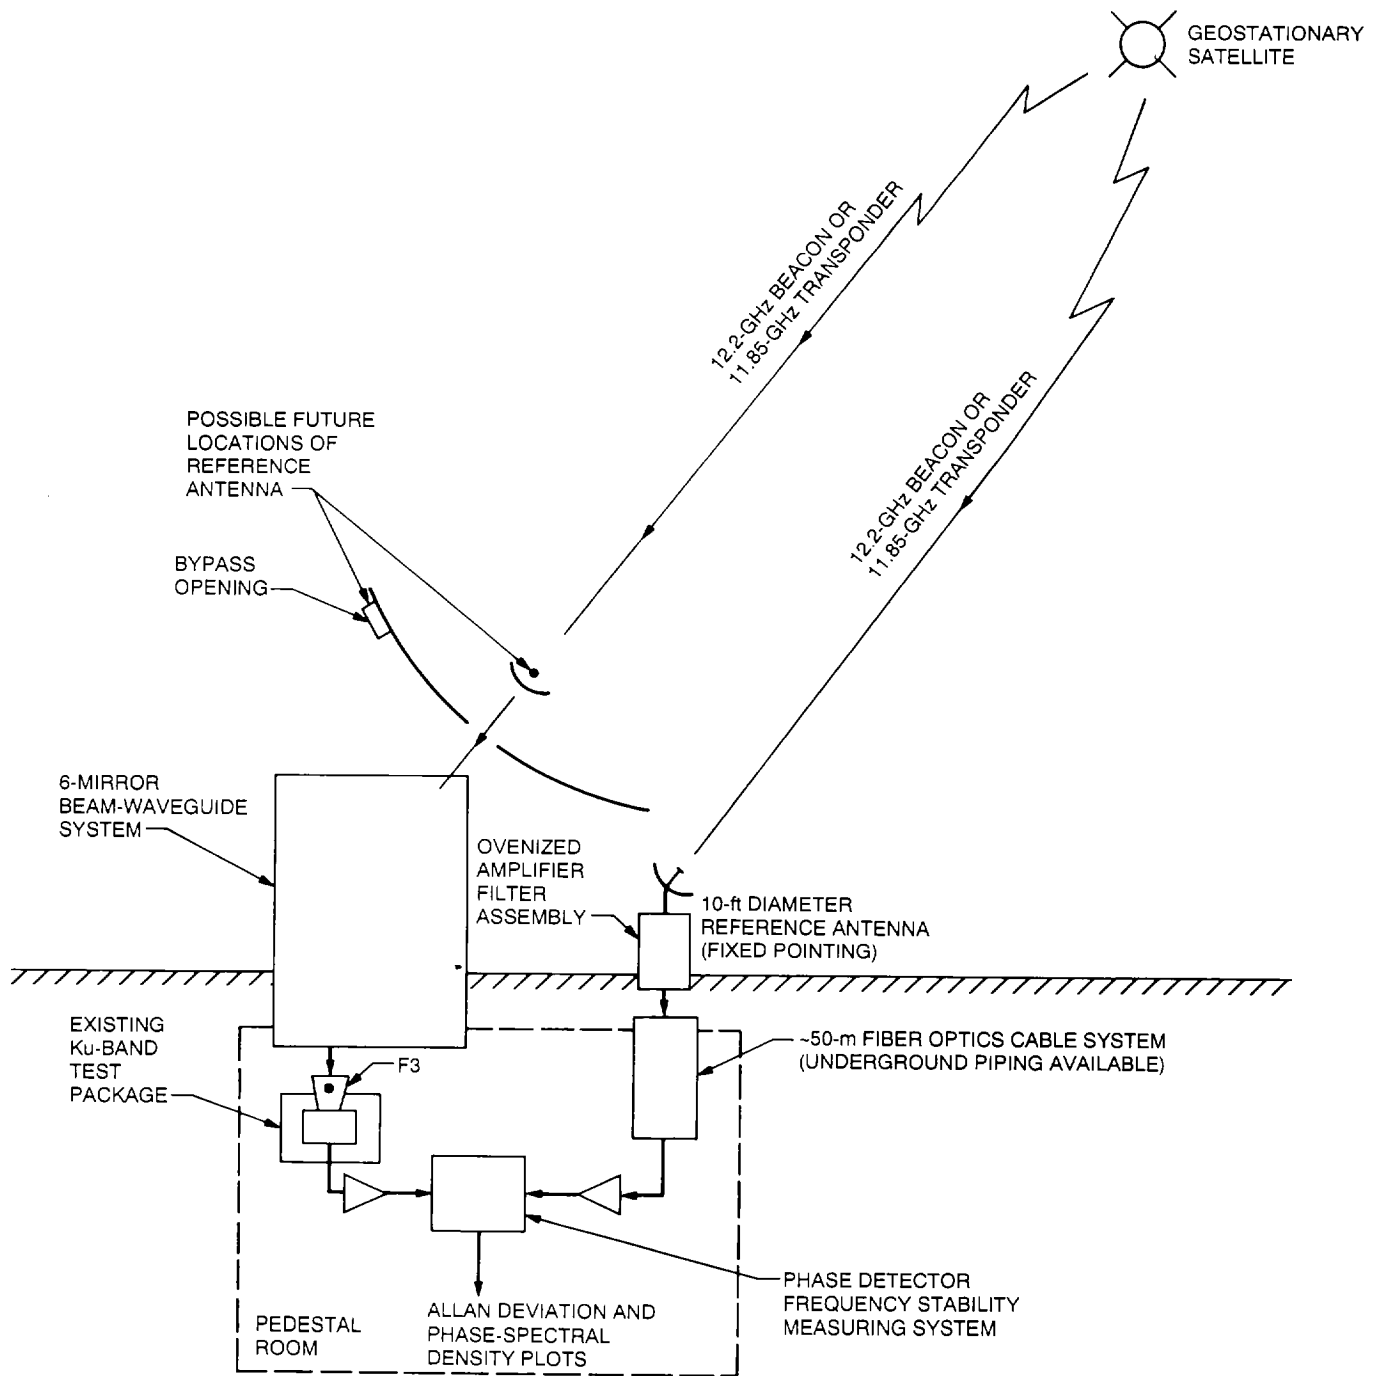 GEOSTATIONARY
SATELLITE
12.2-GHz BEACON OR
11.85-GHz TRANSPONDER
12.2-GHz BEACON OR
11.85-GHz TRANSPONDER
POSSIBLE FUTURE
LOCATIONS OF
REFERENCE
ANTENNA
BYPASS
OPENING
6-MIRROR
BEAM-WAVEGUIDE
SYSTEM
OVENIZED
AMPLIFIER
FILTER
ASSEMBLY
10-ft DIAMETER
REFERENCE ANTENNA
(FIXED POINTING)
EXISTING
Ku-BAND
TEST
PACKAGE
F3
~50-m FIBER OPTICS CABLE SYSTEM
(UNDERGROUND PIPING AVAILABLE)
PHASE DETECTOR
FREQUENCY STABILITY
MEASURING SYSTEM
ALLAN DEVIATION AND
PHASE-SPECTRAL
DENSITY PLOTS
PEDESTAL
ROOM